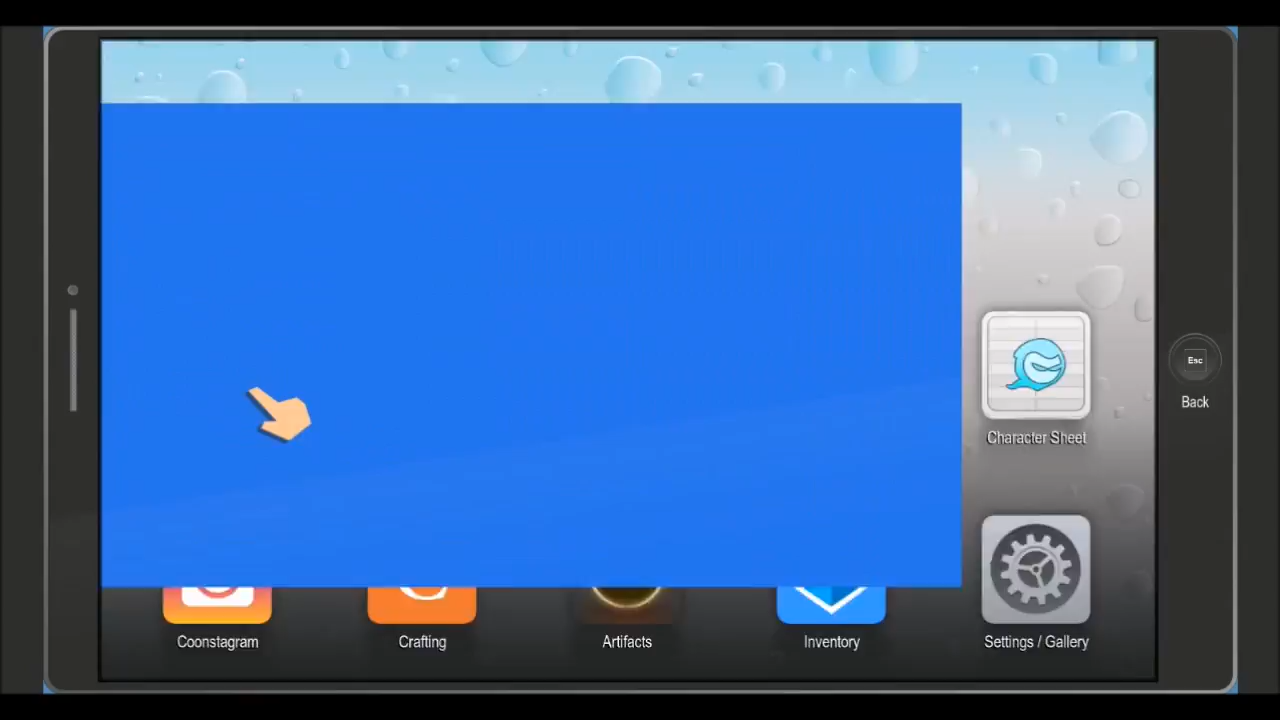 Esc
Back
Character Sheet
Coonstagram
Crafting
Artifacts
Inventory
Settings / Gallery